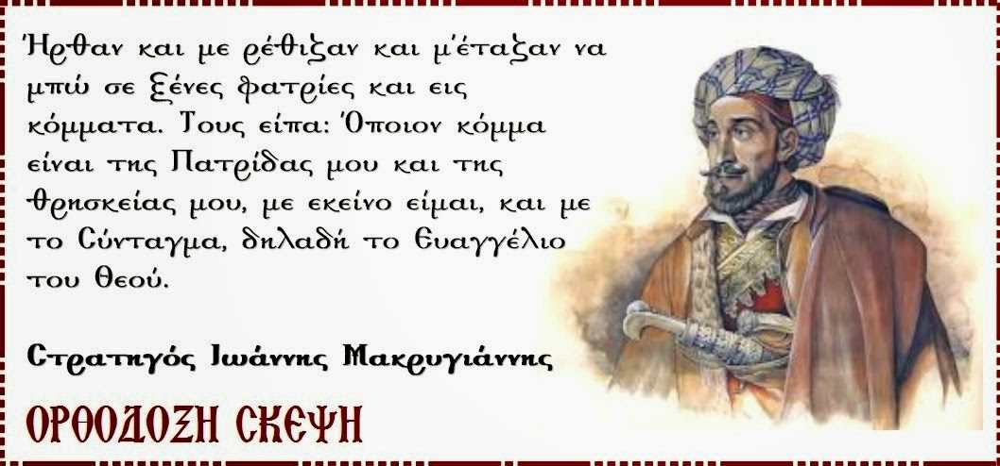 Ήρθαν και με ρέθιζαν και μ'έταξαν να
μπώ σε ξένες φατρίες και εις
κόμματα. Τους είπα: Όποιον κόμμα
είναι της Πατρίδας μου και της
θρησκείας μου, με εκείνο είμαι, και με
το Σύνταγμα, δηλαδή το Ευαγγέλιο
του Θεού.
Στρατηγός Ιωάννης Μακρυγιάννης
ΟΡΘΟΔΟΞΗ ΣΚΕΨΗ